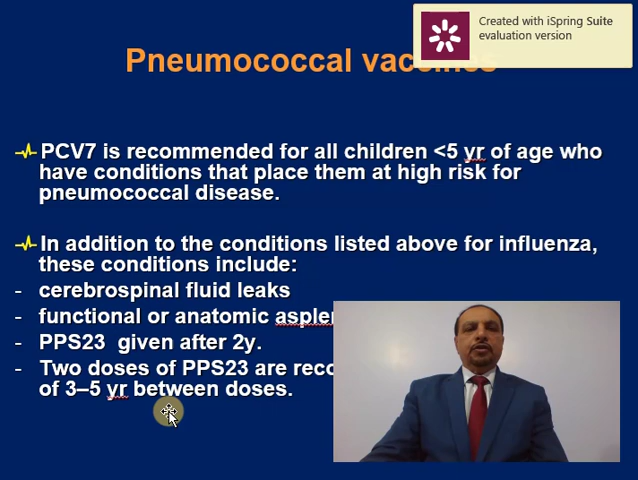 Created with iSpring Suite
evaluation version
Pneumococcal vaccines
PCV7 is recommended for all children <5 yr of age who
have conditions that place them at high risk for
pneumococcal disease.
In addition to the conditions listed above for influenza,
these conditions include:
- cerebrospinal fluid leaks
- functional or anatomic
- PPS23 given after 2y.
- Two doses of PPS23 are
of 3–5 yr between doses.